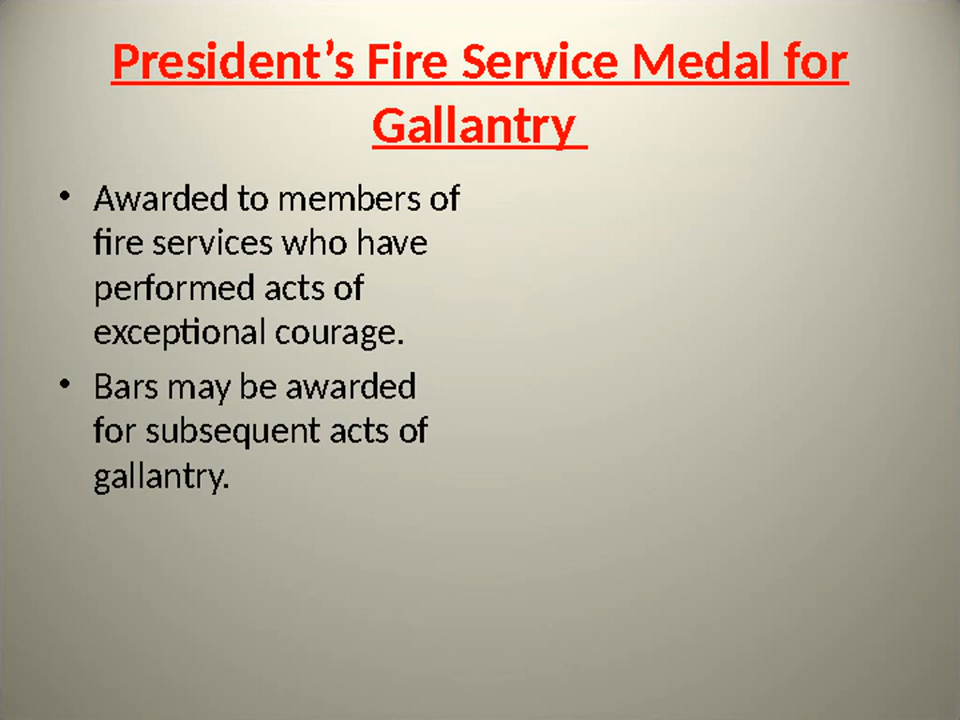 President’s Fire Service Medal for
Gallantry
• Awarded to members of
fire services who have
performed acts of
exceptional courage.
• Bars may be awarded
for subsequent acts of
gallantry.